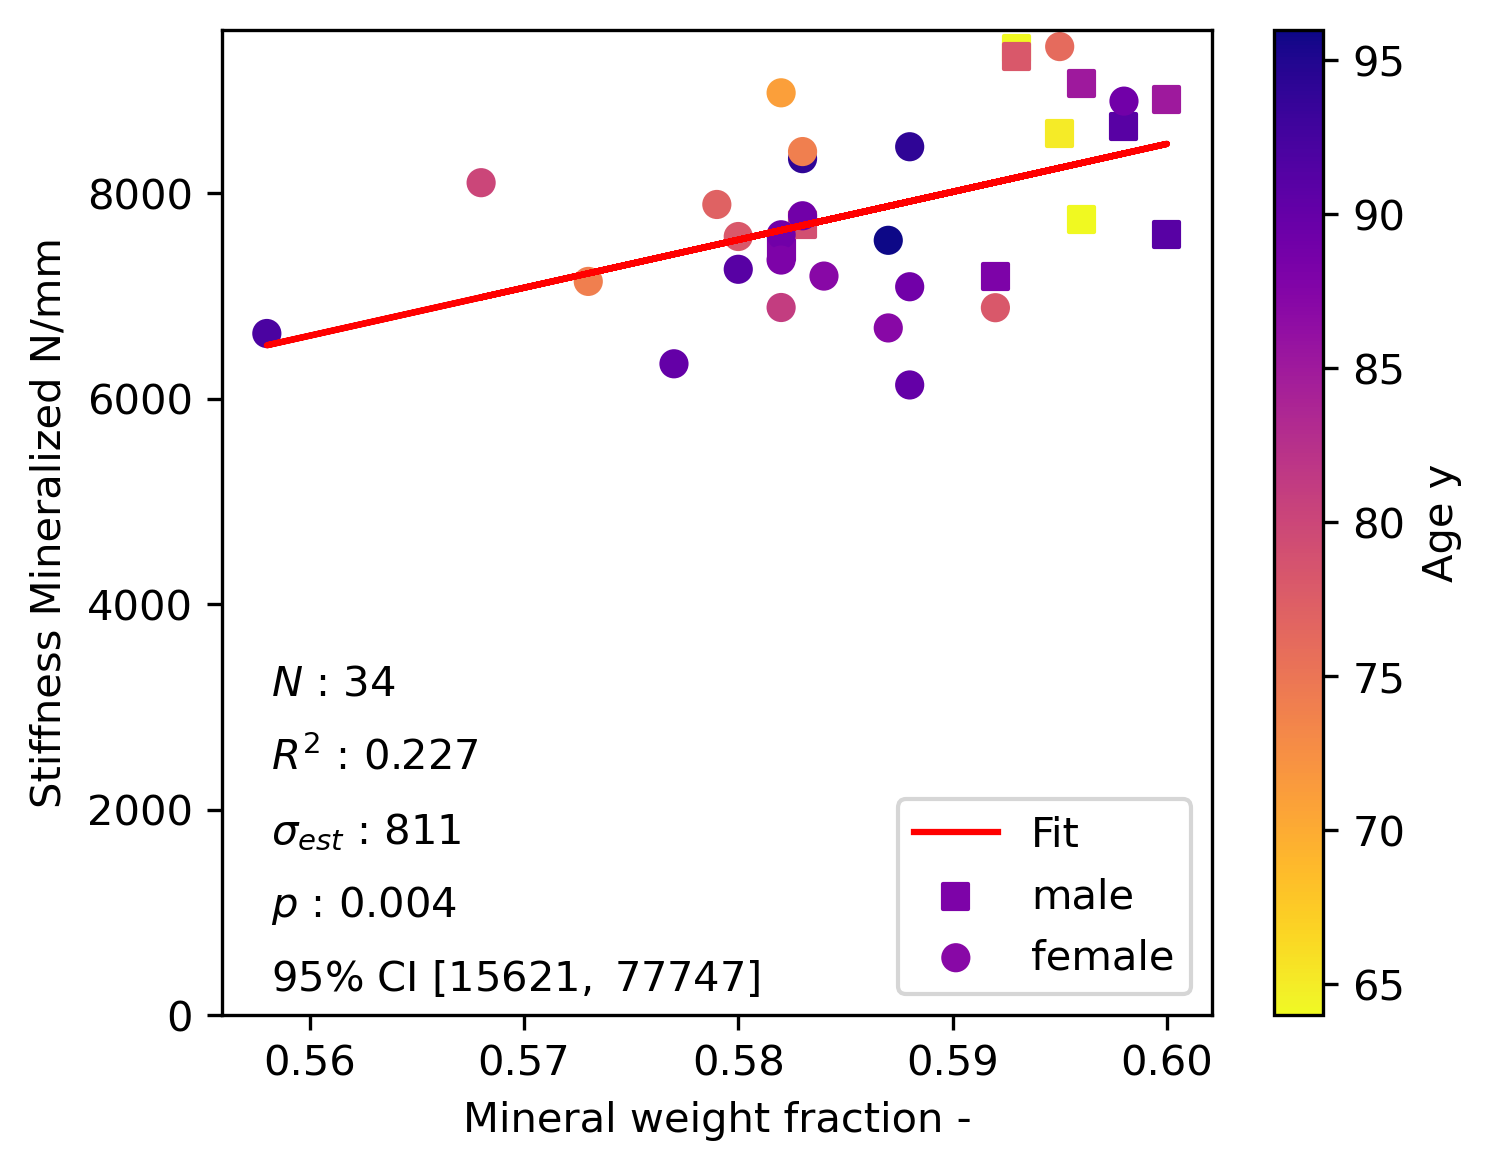 Stiffness Mineralized N/mm
8000
6000
4000
2000
0
N : 34
R² : 0.227
σest : 811
p : 0.004
95% CI [15621, 77747]
Fit
male
female
0.56 0.57 0.58 0.59 0.60
Mineral weight fraction -
95
90
85
80
75
70
65
Age y